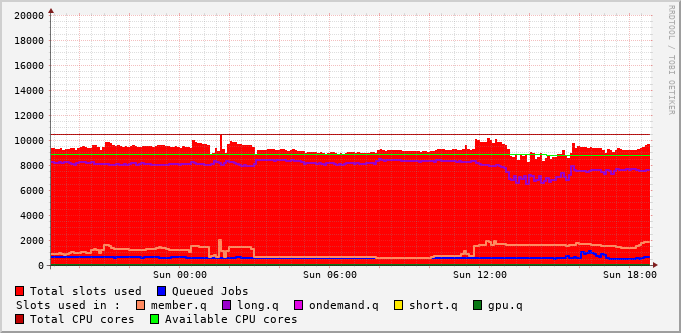 20000
18000
16000
14000
12000
10000
8000
6000
4000
2000
0
Sun 00:00 Sun 06:00 Sun 12:00 Sun 18:00
RRDTOOL / TOBI OETIKER
Total slots used Queued Jobs
Slots used in : member.q long.q ondemand.q short.q gpu.q
Total CPU cores Available CPU cores